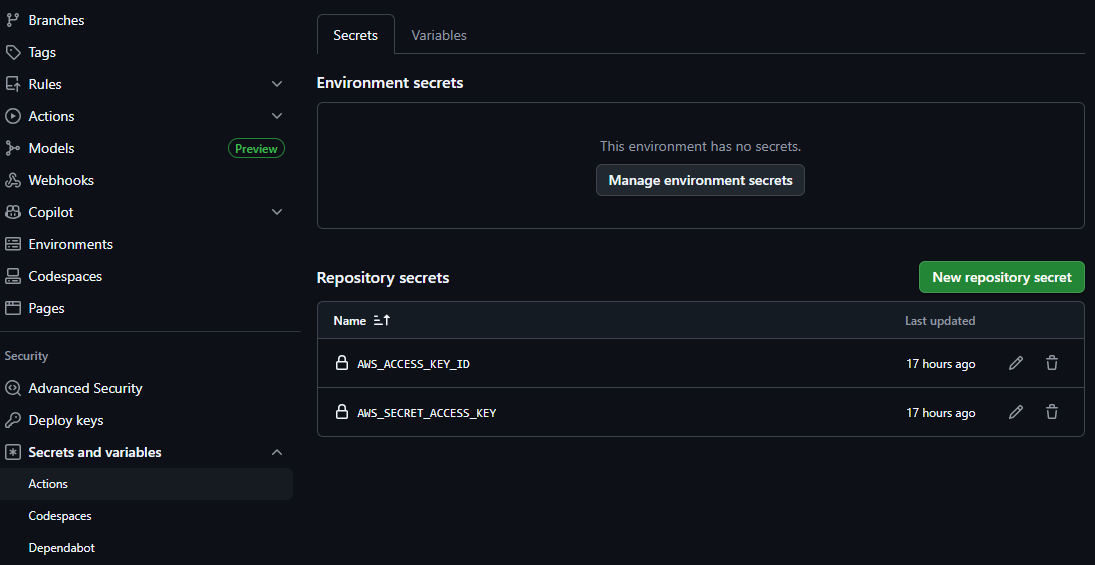 Branches
Tags
Rules
Actions
Models Preview
Webhooks
Copilot
Environments
Codespaces
Pages
Security
Advanced Security
Deploy keys
Secrets and variables
Actions
Codespaces
Dependabot
Secrets Variables
Environment secrets
This environment has no secrets.
Manage environment secrets
Repository secrets New repository secret
Name Last updated
AWS_ACCESS_KEY_ID 17 hours ago
AWS_SECRET_ACCESS_KEY 17 hours ago